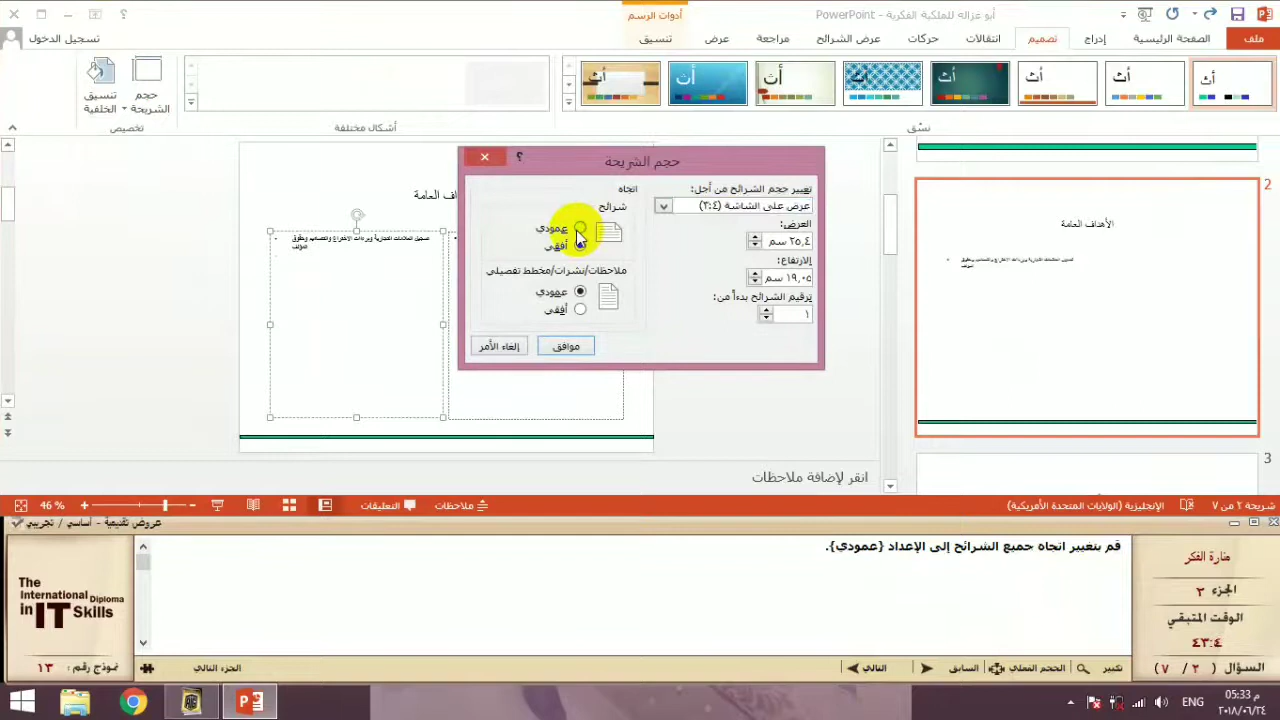 أبو غزاله للملكية الفكرية - PowerPoint
أدوات الرسم
ملف
الصفحة الرئيسية
إدراج
تصميم
انتقالات
حركات
عرض الشرائح
مراجعة
عرض
تنسيق
تسجيل الدخول
حجم الشريحة
تنسيق الخلفية
نسق
أشكال مختلفة
تخصيص
حجم الشريحة
تغيير حجم الشرائح من أجل:
عرض على الشاشة (٣:٤)
العرض:
٢٥,٤ سم
الارتفاع:
١٩,٠٥ سم
ترقيم الشرائح بدءاً من:
١
اتجاه
شرائح
عمودي
أفقي
ملاحظات/نشرات/مخطط تفصيلي
عمودي
أفقي
موافق
إلغاء الأمر
2
الأهداف العامة
3
انقر لإضافة ملاحظات
شريحة ٢ من ٧
الإنجليزية (الولايات المتحدة الأمريكية)
ملاحظات
التعليقات
46 %
عروض تقديمية - أساسي / تجريبي
قم بتغيير اتجاه جميع الشرائح إلى الإعداد {عمودي}.
منارة الفكر
الجزء ٢
الوقت المتبقي
٤٣:٤
السؤال ٢ / ٧
The International Diploma in IT Skills
نموذج رقم: ١٣
تكبير
الحجم الفعلي
السابق
التالي
الجزء التالي
ENG
05:33 م
٢٠١٨/٠٦/٢٤